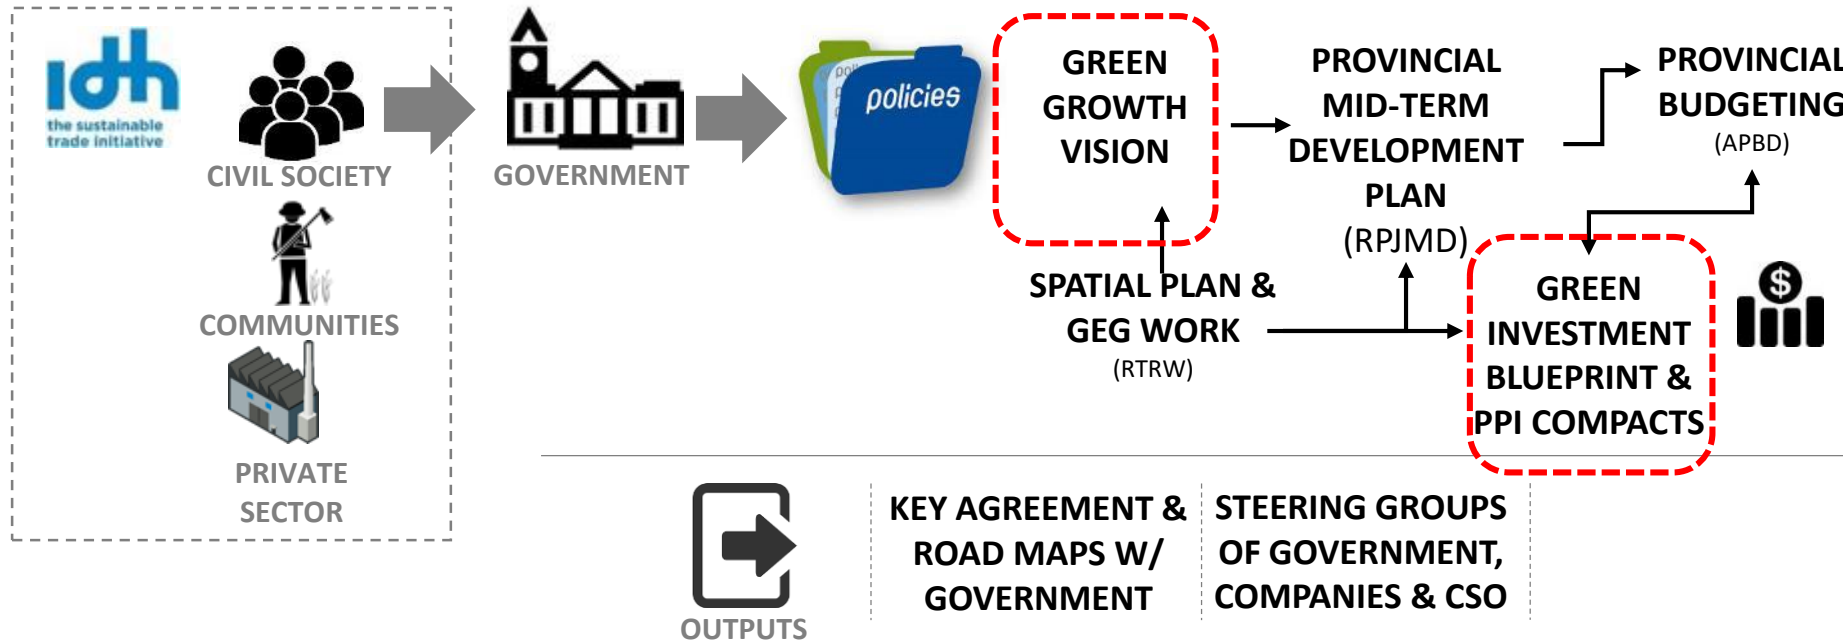 idh
the sustainable
trade initiative
CIVIL SOCIETY
COMMUNITIES
PRIVATE
SECTOR
GOVERNMENT
policies
GREEN
GROWTH
VISION
PROVINCIAL
MID-TERM
DEVELOPMENT
PLAN
(RPJMD)
PROVINCIAL
BUDGETING
(APBD)
SPATIAL PLAN &
GEG WORK
(RTRW)
$
GREEN
INVESTMENT
BLUEPRINT &
PPI COMPACTS
OUTPUTS
KEY AGREEMENT &
ROAD MAPS W/
GOVERNMENT
STEERING GROUPS
OF GOVERNMENT,
COMPANIES & CSO